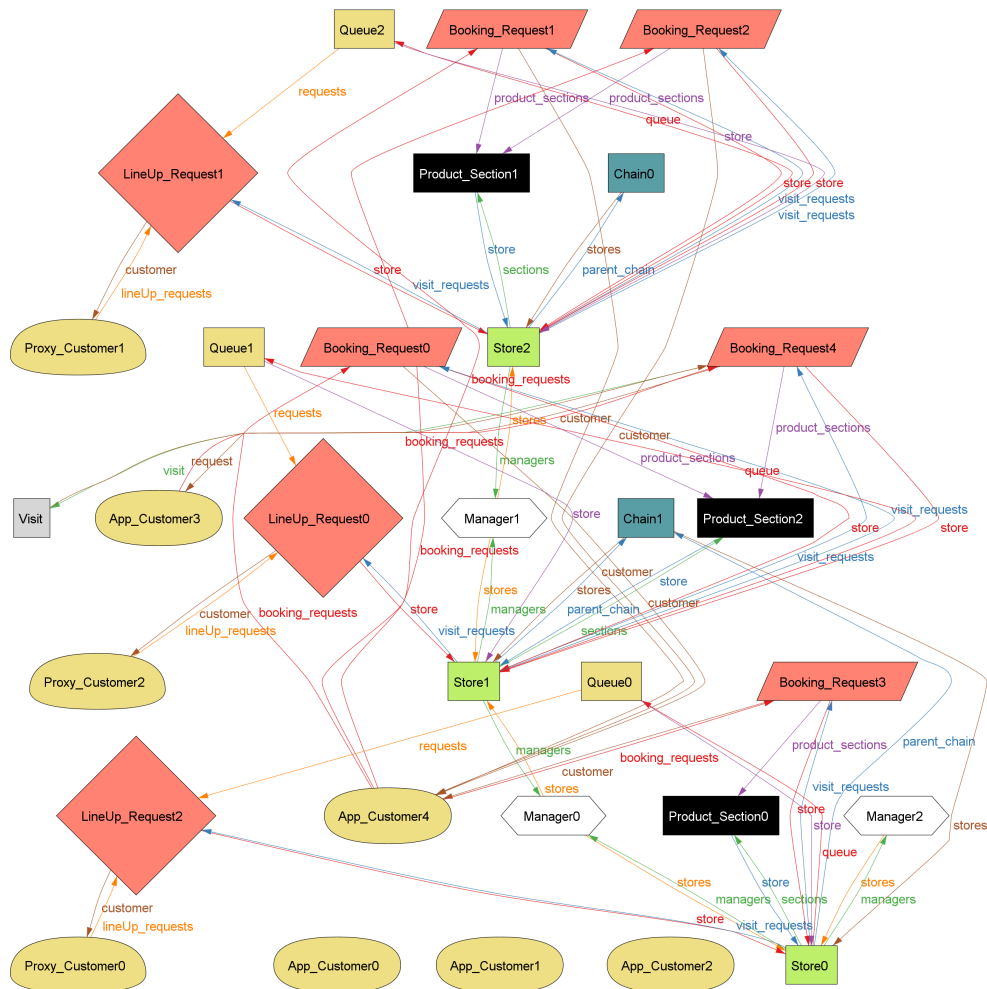 Queue2
Booking_Request1
Booking_Request2
requests
product_sections
product_sections
queue
store
LineUp_Request1
Product_Section1
Chain0
store
store
visit_requests
visit_requests
customer
lineUp_requests
store
visit_requests
store
sections
stores
parent_chain
Proxy_Customer1
Queue1
Booking_Request0
Store2
Booking_Request4
booking_requests
requests
stores
customer
customer
product_sections
booking_requests
product_sections
managers
queue
visit
request
Visit
App_Customer3
LineUp_Request0
Manager1
store
Chain1
Product_Section2
visit_requests
store
booking_requests
visit_requests
customer
store
customer
booking_requests
customer
lineUp_requests
store
visit_requests
stores
managers
stores
parent_chain
sections
Proxy_Customer2
Store1
Queue0
Booking_Request3
requests
managers
product_sections
parent_chain
booking_requests
customer
stores
visit_requests
LineUp_Request2
App_Customer4
Manager0
Product_Section0
store
store
Manager2
stores
queue
customer
lineUp_requests
stores
managers
store
sections
stores
managers
store
visit_requests
Proxy_Customer0
App_Customer0
App_Customer1
App_Customer2
Store0